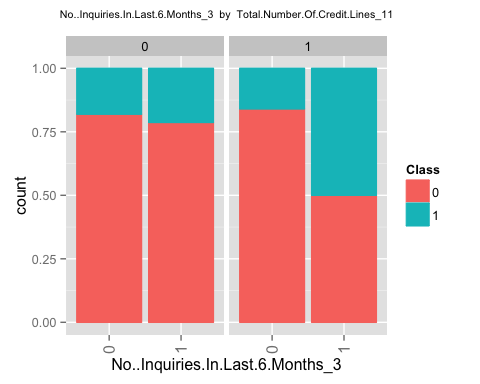 No..Inquiries.In.Last.6.Months_3 by Total.Number.Of.Credit.Lines_11
0 1
1.00
0.75
0.50
0.25
0.00
count
0 1 0 1
No..Inquiries.In.Last.6.Months_3
Class
0
1